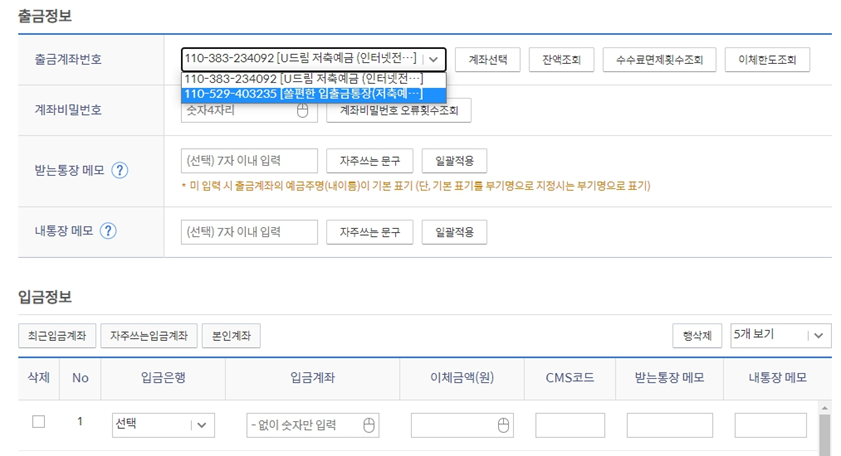 출금정보
출금계좌번호 110-383-234092 [U드림 저축예금 (인터넷전…] 계좌선택 잔액조회 수수료면제횟수조회 이체한도조회
110-383-234092 [U드림 저축예금 (인터넷전…]
110-529-403235 [쏠편한 입출금통장(저축예…]
계좌비밀번호 숫자4자리 계좌비밀번호 오류횟수조회
받는통장 메모 ? (선택) 7자 이내 입력 자주쓰는 문구 일괄적용
* 미 입력 시 출금계좌의 예금주명(내이름)이 기본 표기 (단, 기본 표기를 부기명으로 지정시는 부기명으로 표기)
내통장 메모 ? (선택) 7자 이내 입력 자주쓰는 문구 일괄적용
입금정보
최근입금계좌 자주쓰는입금계좌 본인계좌 행삭제 5개 보기
삭제 No 입금은행 입금계좌 이체금액(원) CMS코드 받는통장 메모 내통장 메모
1 선택 - 없이 숫자만 입력